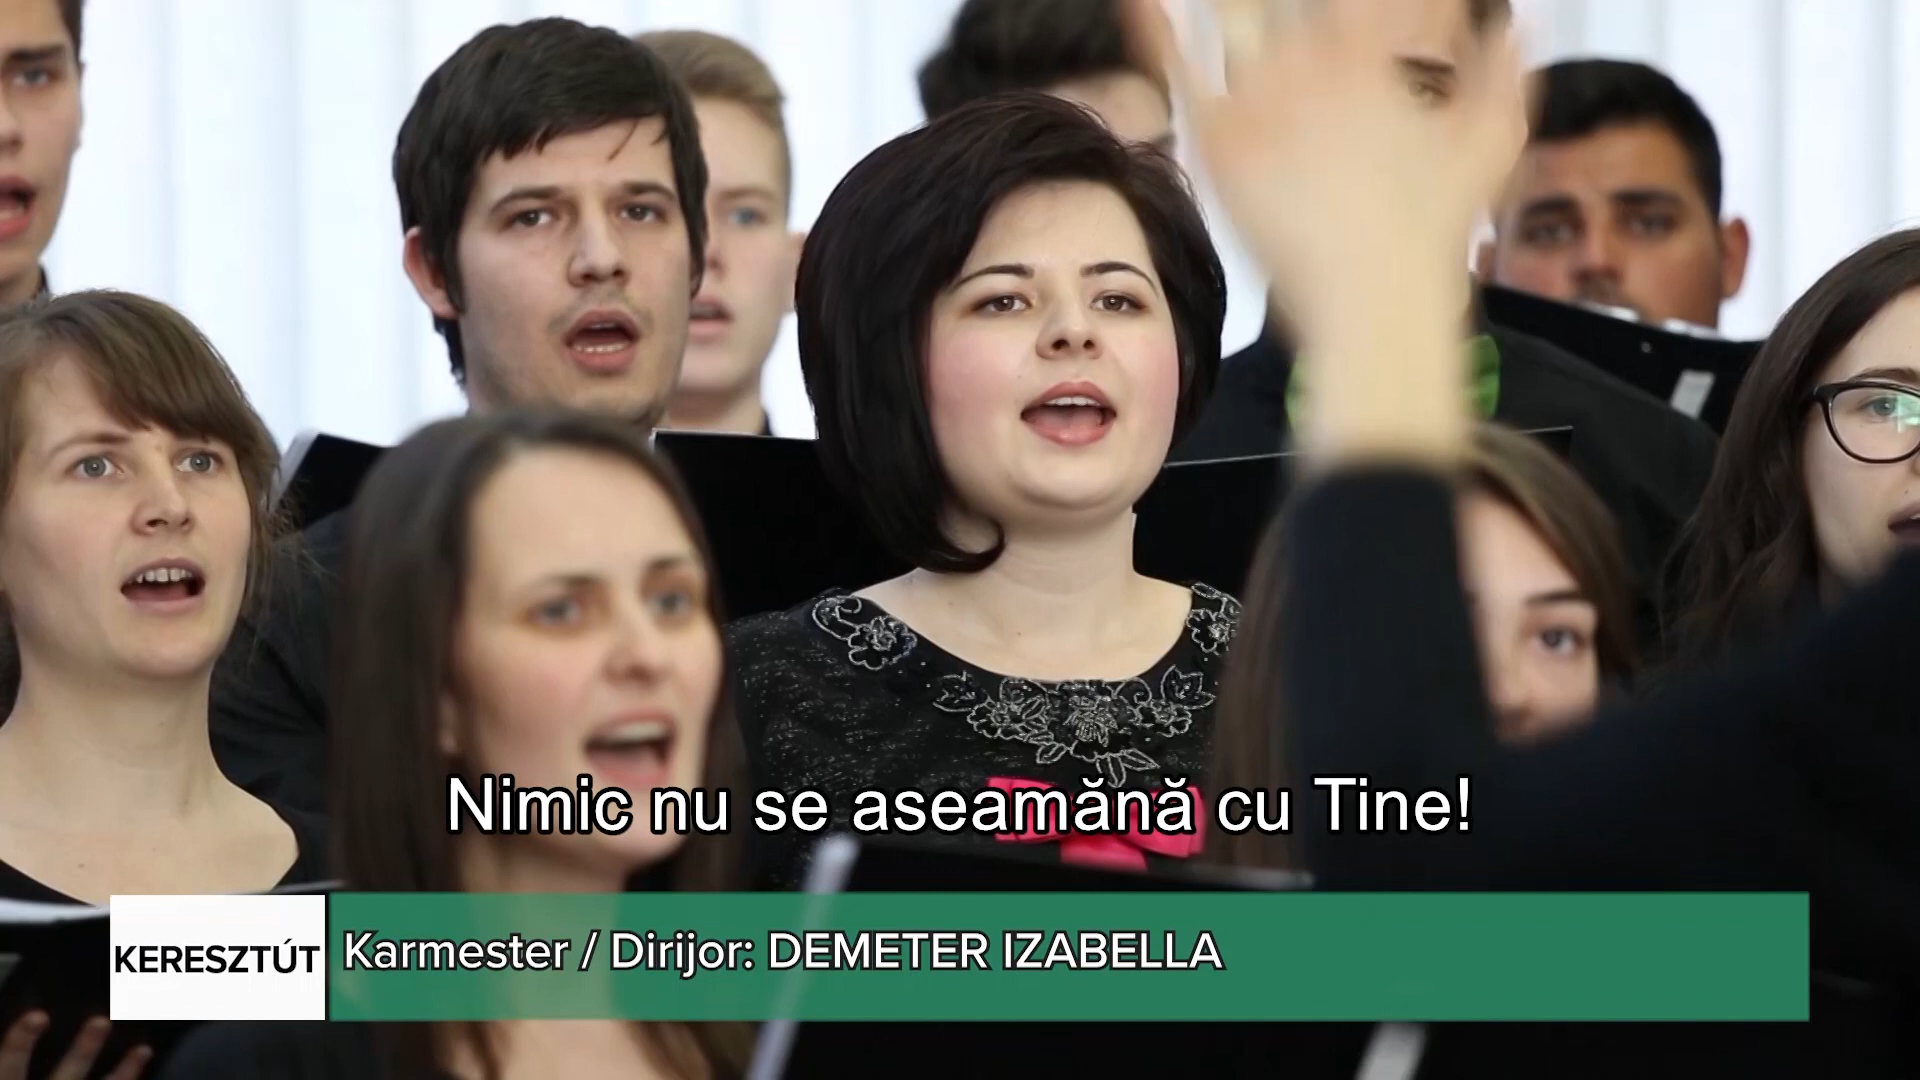 Nimic nu se aseamănă cu Tine!
KERESZTÚT
Karmester / Dirijor: DEMETER IZABELLA